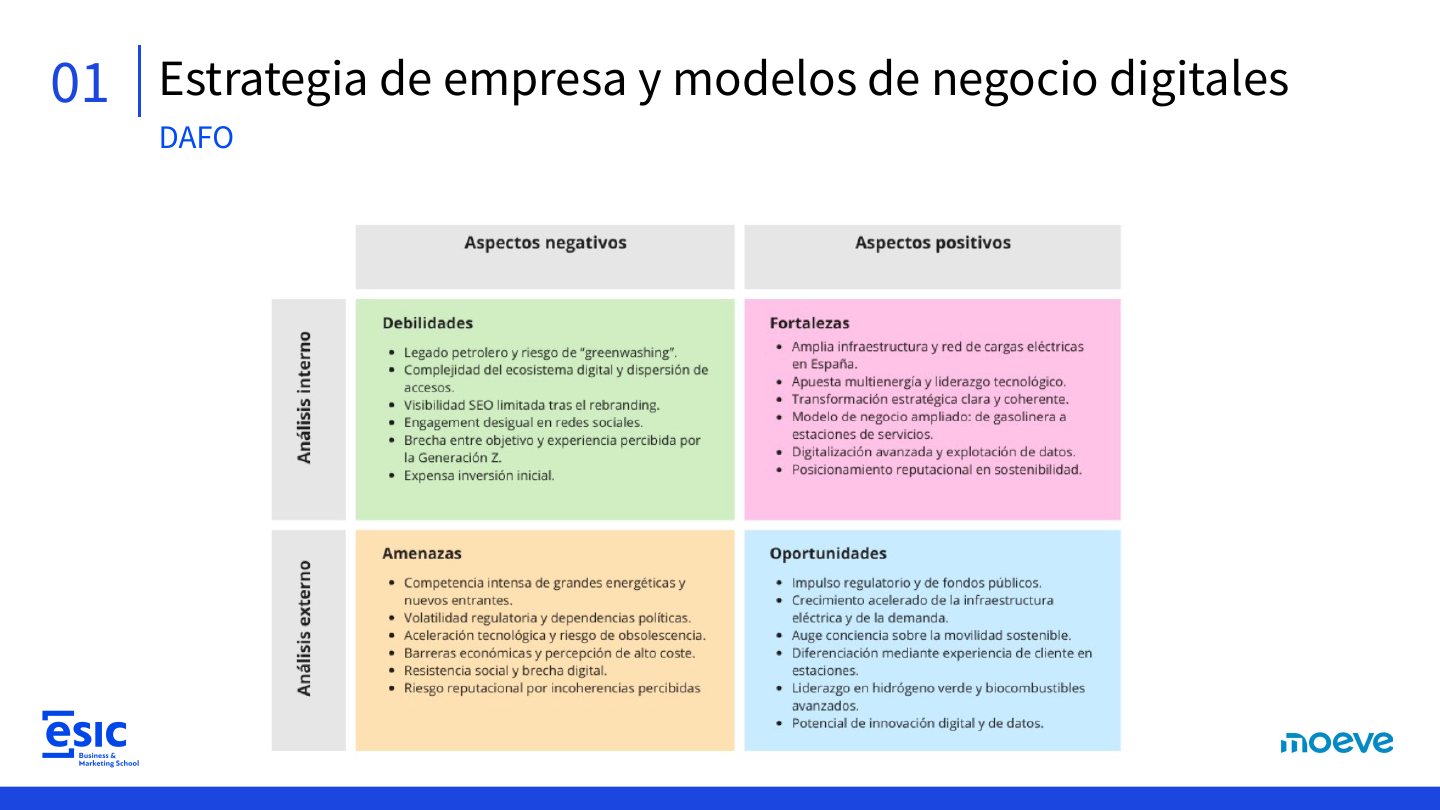 01
Estrategia de empresa y modelos de negocio digitales
DAFO
Aspectos negativos
Aspectos positivos
Análisis interno
Debilidades
Legado petrolero y riesgo de “greenwashing”.
Complejidad del ecosistema digital y dispersión de
accesos.
Visibilidad SEO limitada tras el rebranding.
Engagement desigual en redes sociales.
Brecha entre objetivo y experiencia percibida por
la Generación Z.
Expensa inversión inicial.
Fortalezas
Amplia infraestructura y red de cargas eléctricas
en España.
Apuesta multienergía y liderazgo tecnológico.
Transformación estratégica clara y coherente.
Modelo de negocio ampliado: de gasolinera a
estaciones de servicios.
Digitalización avanzada y explotación de datos.
Posicionamiento reputacional en sostenibilidad.
Análisis externo
Amenazas
Competencia intensa de grandes energéticas y
nuevos entrantes.
Volatilidad regulatoria y dependencias políticas.
Aceleración tecnológica y riesgo de obsolescencia.
Barreras económicas y percepción de alto coste.
Resistencia social y brecha digital.
Riesgo reputacional por incoherencias percibidas
Oportunidades
Impulso regulatorio y de fondos públicos.
Crecimiento acelerado de la infraestructura
eléctrica y de la demanda.
Auge conciencia sobre la movilidad sostenible.
Diferenciación mediante experiencia de cliente en
estaciones.
Liderazgo en hidrógeno verde y biocombustibles
avanzados.
Potencial de innovación digital y de datos.
esic
Business &
Marketing School
moeve